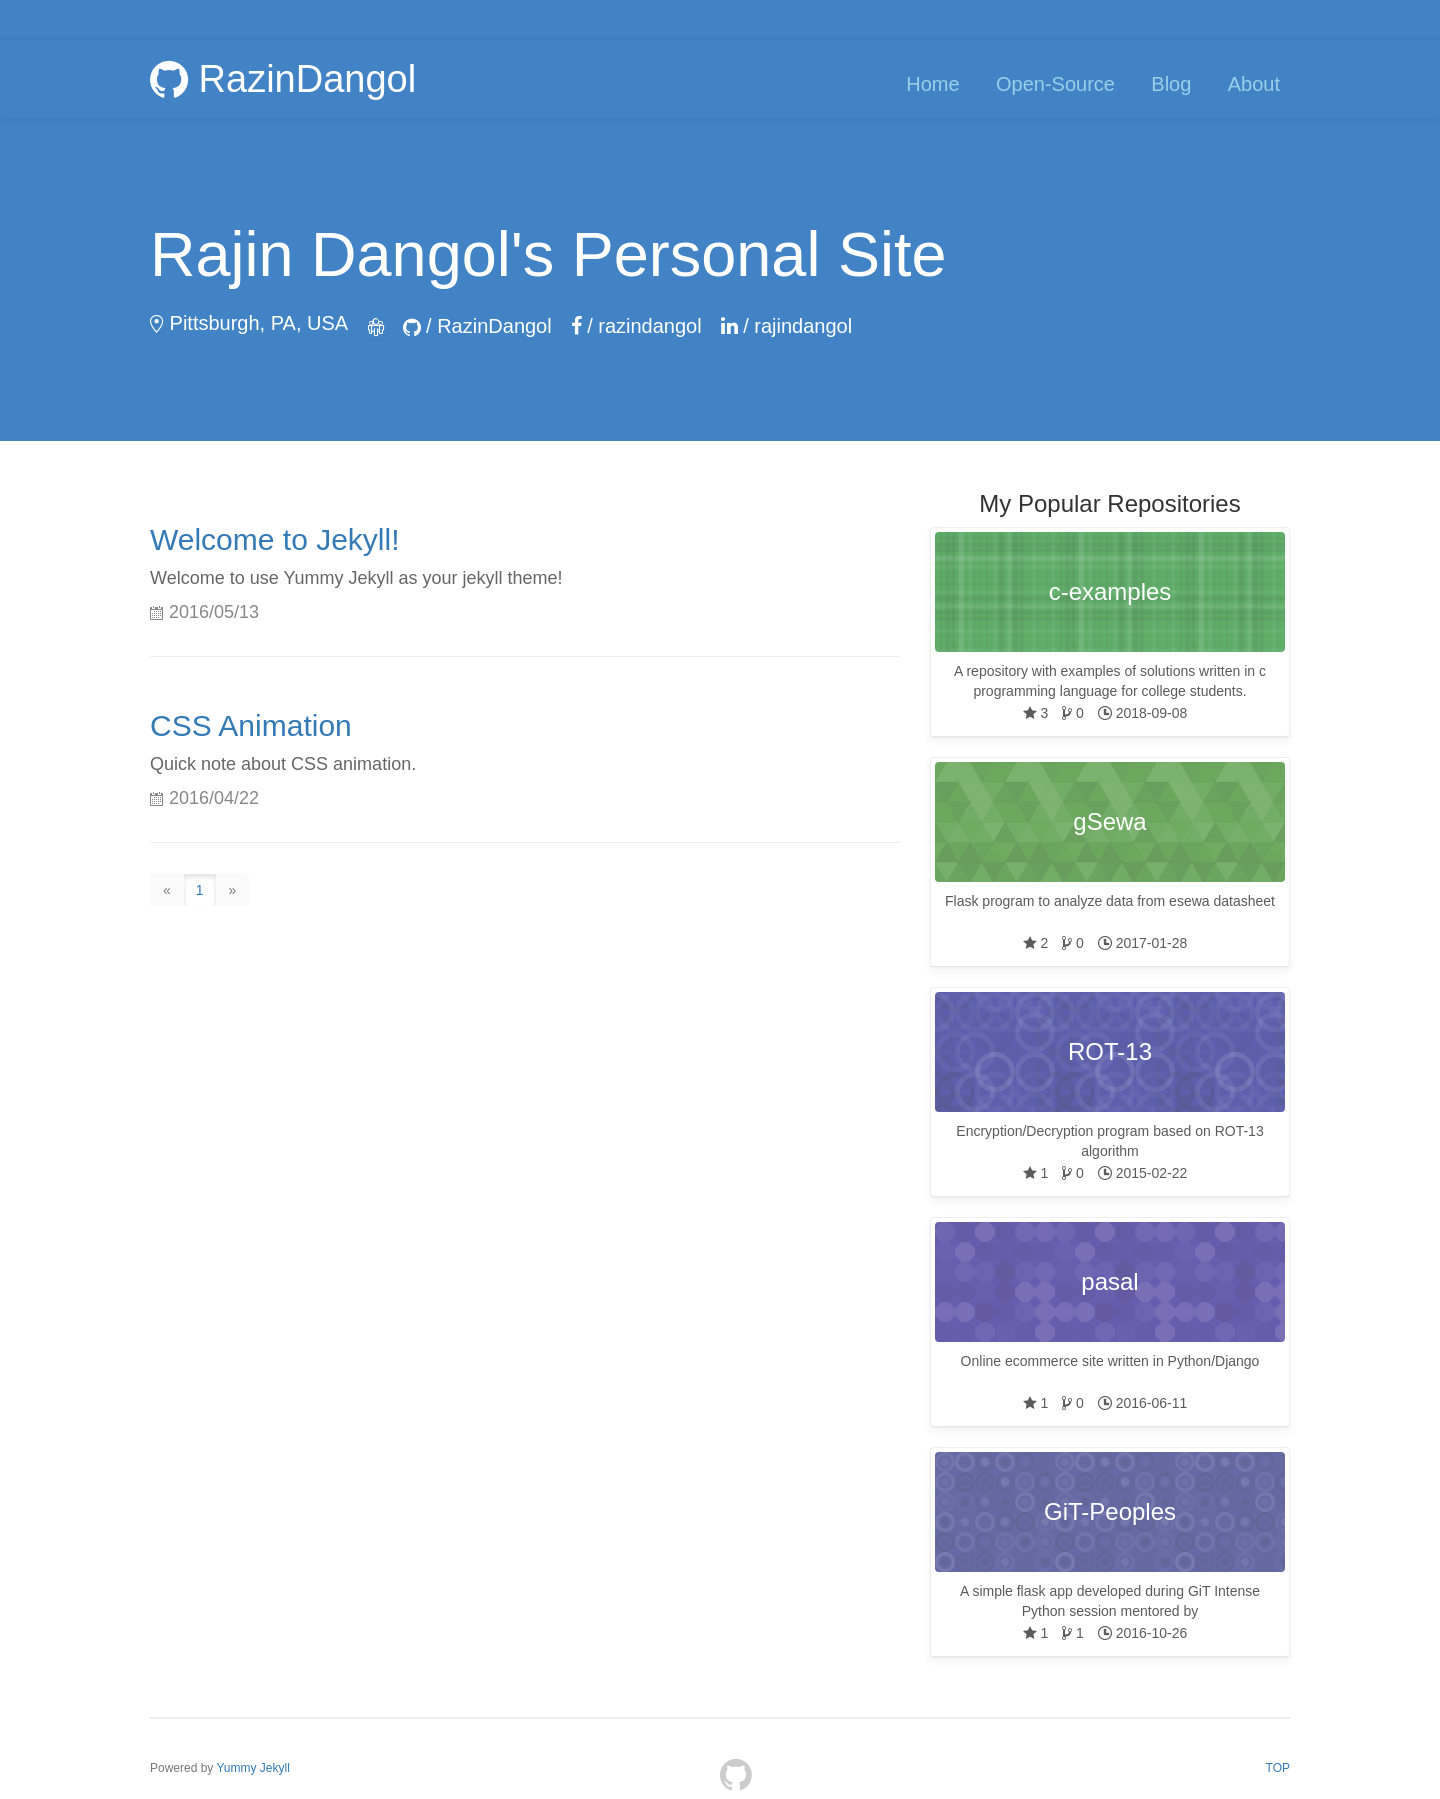 RazinDangol
Home Open-Source Blog About
Rajin Dangol's Personal Site
Pittsburgh, PA, USA / RazinDangol / razindangol / rajindangol
Welcome to Jekyll!
Welcome to use Yummy Jekyll as your jekyll theme!
2016/05/13
CSS Animation
Quick note about CSS animation.
2016/04/22
« 1 »
My Popular Repositories
c-examples
A repository with examples of solutions written in c
programming language for college students.
3 0 2018-09-08
gSewa
Flask program to analyze data from esewa datasheet
2 0 2017-01-28
ROT-13
Encryption/Decryption program based on ROT-13
algorithm
1 0 2015-02-22
pasal
Online ecommerce site written in Python/Django
1 0 2016-06-11
GiT-Peoples
A simple flask app developed during GiT Intense
Python session mentored by
1 1 2016-10-26
Powered by Yummy Jekyll
TOP